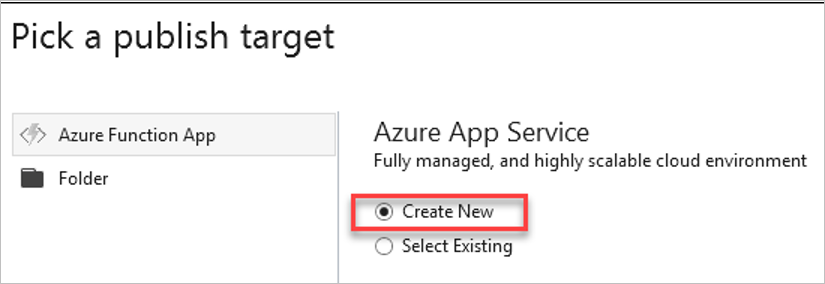 Pick a publish target
Azure Function App
Folder
Azure App Service
Fully managed, and highly scalable cloud environment
Create New
Select Existing